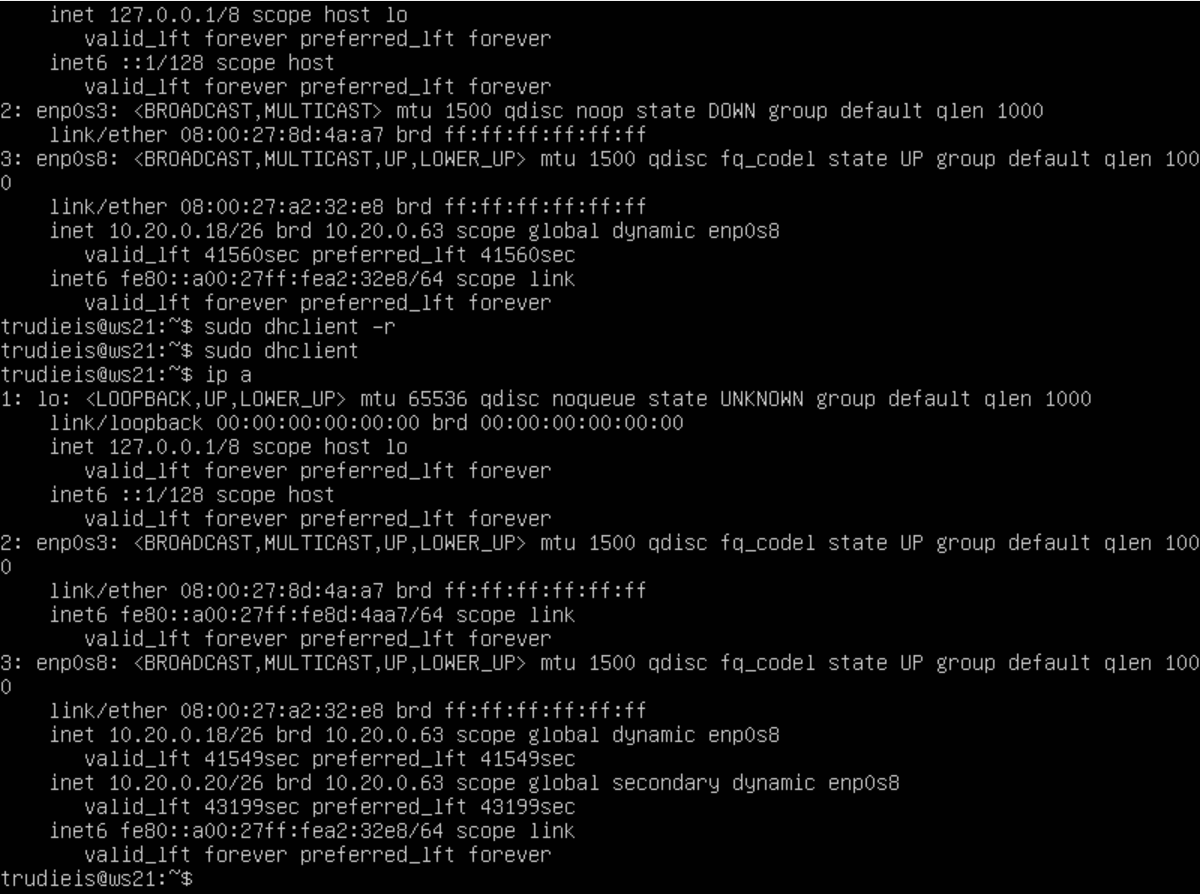 inet 127.0.0.1/8 scope host lo
       valid_lft forever preferred_lft forever
    inet6 ::1/128 scope host
       valid_lft forever preferred_lft forever
2: enp0s3: <BROADCAST,MULTICAST> mtu 1500 qdisc noop state DOWN group default qlen 1000
    link/ether 08:00:27:8d:4a:a7 brd ff:ff:ff:ff:ff:ff
3: enp0s8: <BROADCAST,MULTICAST,UP,LOWER_UP> mtu 1500 qdisc fq_codel state UP group default qlen 100
0
    link/ether 08:00:27:a2:32:e8 brd ff:ff:ff:ff:ff:ff
    inet 10.20.0.18/26 brd 10.20.0.63 scope global dynamic enp0s8
       valid_lft 41560sec preferred_lft 41560sec
    inet6 fe80::a00:27ff:fea2:32e8/64 scope link
       valid_lft forever preferred_lft forever
trudieis@ws21:~$ sudo dhclient -r
trudieis@ws21:~$ sudo dhclient
trudieis@ws21:~$ ip a
1: lo: <LOOPBACK,UP,LOWER_UP> mtu 65536 qdisc noqueue state UNKNOWN group default qlen 1000
    link/loopback 00:00:00:00:00:00 brd 00:00:00:00:00:00
    inet 127.0.0.1/8 scope host lo
       valid_lft forever preferred_lft forever
    inet6 ::1/128 scope host
       valid_lft forever preferred_lft forever
2: enp0s3: <BROADCAST,MULTICAST,UP,LOWER_UP> mtu 1500 qdisc fq_codel state UP group default qlen 100
0
    link/ether 08:00:27:8d:4a:a7 brd ff:ff:ff:ff:ff:ff
    inet6 fe80::a00:27ff:fe8d:4aa7/64 scope link
       valid_lft forever preferred_lft forever
3: enp0s8: <BROADCAST,MULTICAST,UP,LOWER_UP> mtu 1500 qdisc fq_codel state UP group default qlen 100
0
    link/ether 08:00:27:a2:32:e8 brd ff:ff:ff:ff:ff:ff
    inet 10.20.0.18/26 brd 10.20.0.63 scope global dynamic enp0s8
       valid_lft 41549sec preferred_lft 41549sec
    inet 10.20.0.20/26 brd 10.20.0.63 scope global secondary dynamic enp0s8
       valid_lft 43199sec preferred_lft 43199sec
    inet6 fe80::a00:27ff:fea2:32e8/64 scope link
       valid_lft forever preferred_lft forever
trudieis@ws21:~$